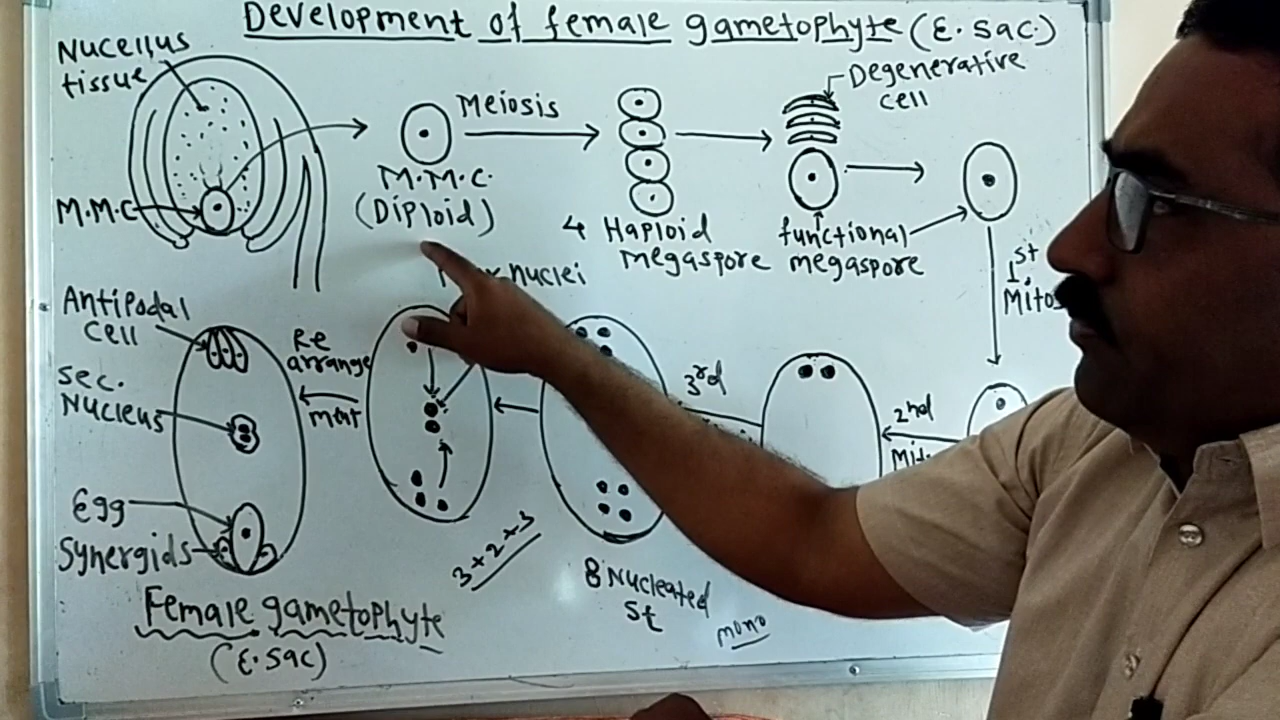 Development of female gametophyte (E. sac.)
Nucellus
tissue
M.M.C
M.M.C.
(Diploid)
Meiosis
4 Haploid
megaspore
Degenerative
cell
functional
megaspore
1st
Mito
2nd
3rd
8 Nucleated
St
mono
nuclei
3+2+3
Re
arrange
ment
Antipodal
cell
Sec.
Nucleus
Egg
Synergids
Female gametophyte
(E. sac)